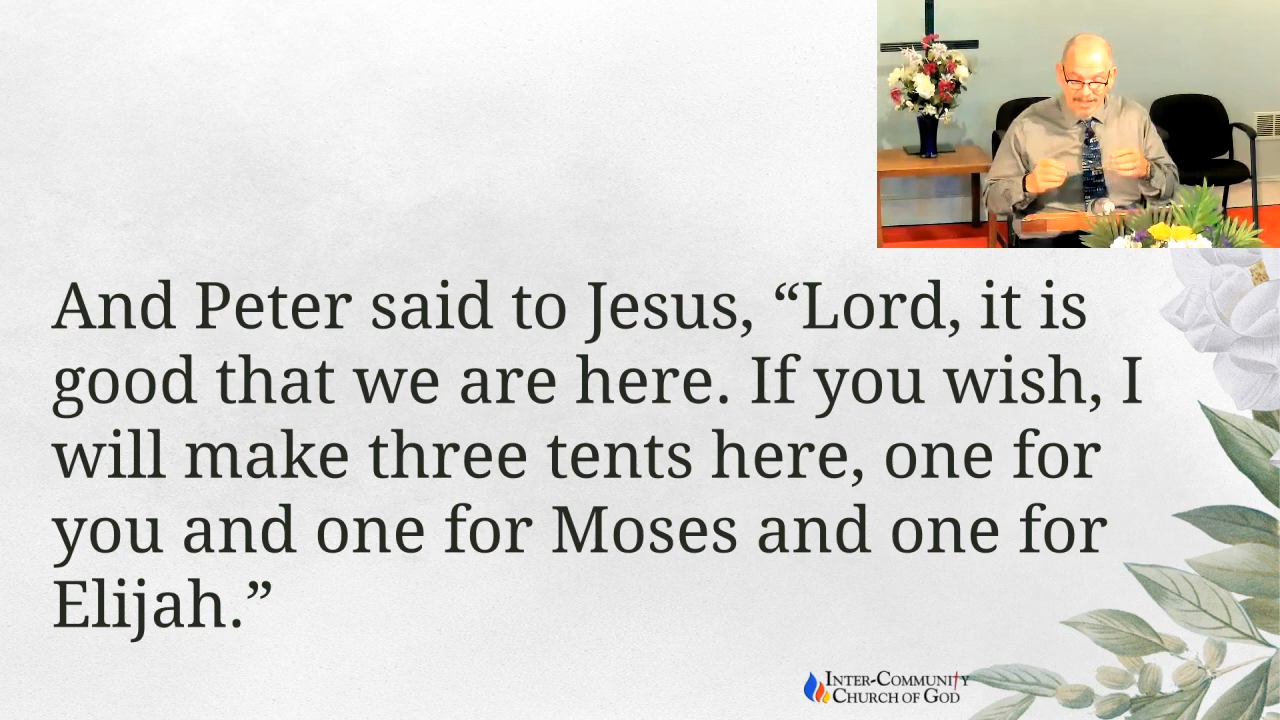 And Peter said to Jesus, “Lord, it is
good that we are here. If you wish, I
will make three tents here, one for
you and one for Moses and one for
Elijah.”
Inter-Community
Church of God